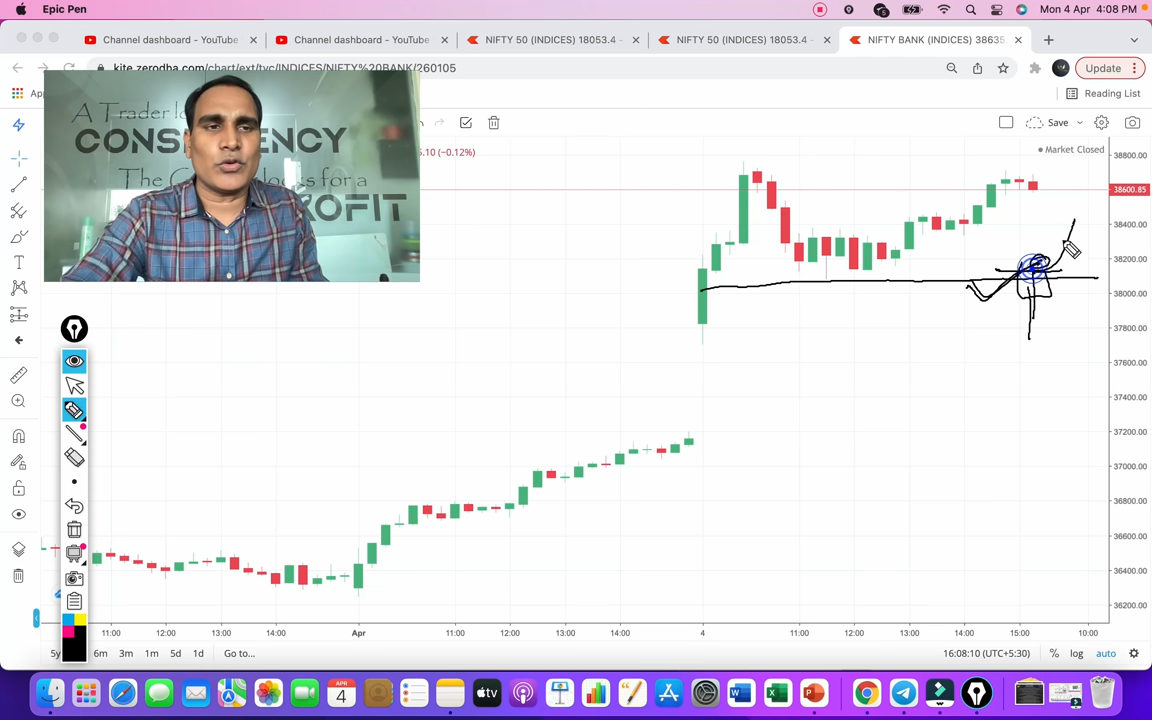 Epic Pen
Mon 4 Apr 4:08 PM
Channel dashboard - YouTube
Channel dashboard - YouTube
NIFTY 50 (INDICES) 18053.4 -
NIFTY 50 (INDICES) 18053.4 -
NIFTY BANK (INDICES) 38635
kite.zerodha.com/chart/ext/tvc/INDICES/NIFTY%20BANK/260105
Update
Reading List
Save
(−0.12%)
Market Closed
A Trader
CONS ENCY
The G looks for a
ROFIT
38800.00
38600.85
38400.00
38200.00
38000.00
37800.00
37600.00
37400.00
37200.00
37000.00
36800.00
36600.00
36400.00
36200.00
11:00 12:00 13:00 14:00 Apr 11:00 12:00 13:00 14:00 4 11:00 12:00 13:00 14:00 15:00 10:00
5y 6m 3m 1m 5d 1d Go to...
16:08:10 (UTC+5:30) % log auto
APR
4
tv